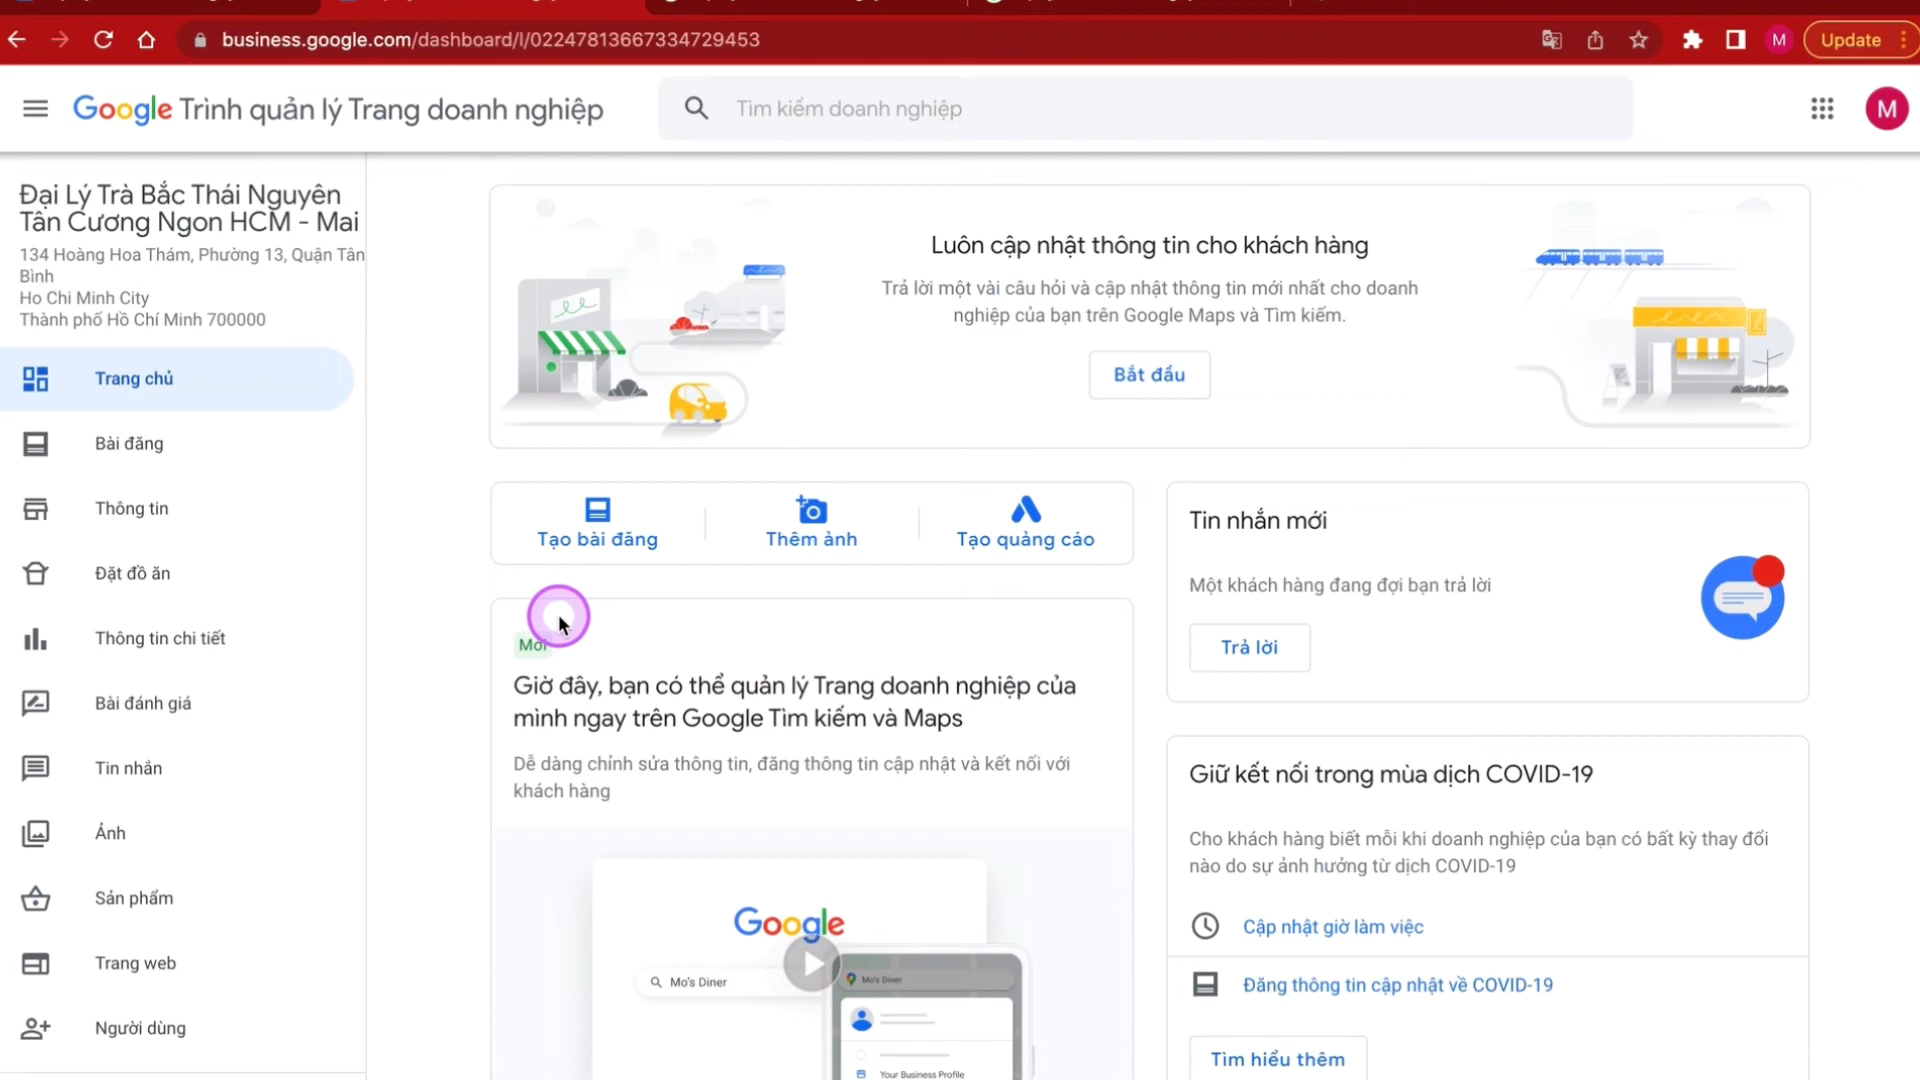 business.google.com/dashboard/l/02247813667334729453
M
Update
Google Trình quản lý Trang doanh nghiệp
Tìm kiếm doanh nghiệp
M
Đại Lý Trà Bắc Thái Nguyên
Tân Cương Ngon HCM - Mai
134 Hoàng Hoa Thám, Phường 13, Quận Tân
Bình
Ho Chi Minh City
Thành phố Hồ Chí Minh 700000
Trang chủ
Bài đăng
Thông tin
Đặt đồ ăn
Thông tin chi tiết
Bài đánh giá
Tin nhắn
Ảnh
Sản phẩm
Trang web
Người dùng
Luôn cập nhật thông tin cho khách hàng
Trả lời một vài câu hỏi và cập nhật thông tin mới nhất cho doanh
nghiệp của bạn trên Google Maps và Tìm kiếm.
Bắt đầu
Tạo bài đăng
Thêm ảnh
Tạo quảng cáo
Mới
Giờ đây, bạn có thể quản lý Trang doanh nghiệp của
mình ngay trên Google Tìm kiếm và Maps
Dễ dàng chỉnh sửa thông tin, đăng thông tin cập nhật và kết nối với
khách hàng
Google
Mo's Diner
Mo's Diner
Your Business Profile
Tin nhắn mới
Một khách hàng đang đợi bạn trả lời
Trả lời
Giữ kết nối trong mùa dịch COVID-19
Cho khách hàng biết mỗi khi doanh nghiệp của bạn có bất kỳ thay đổi
nào do sự ảnh hưởng từ dịch COVID-19
Cập nhật giờ làm việc
Đăng thông tin cập nhật về COVID-19
Tìm hiểu thêm